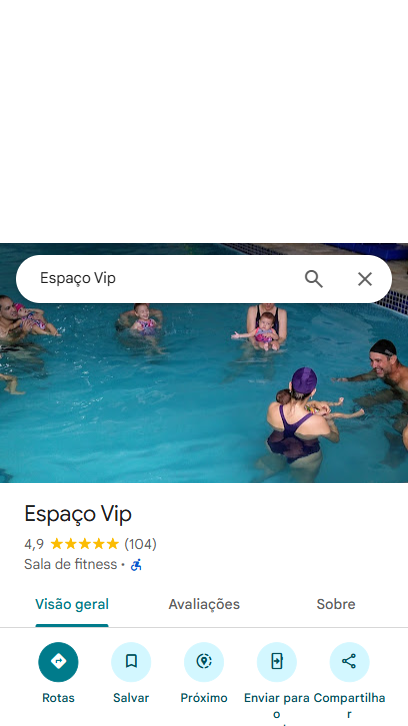 Espaço Vip
Espaço Vip
4,9 ★★★★★ (104)
Sala de fitness ·
Visão geral Avaliações Sobre
Rotas Salvar Próximo Enviar para o Compartilhar